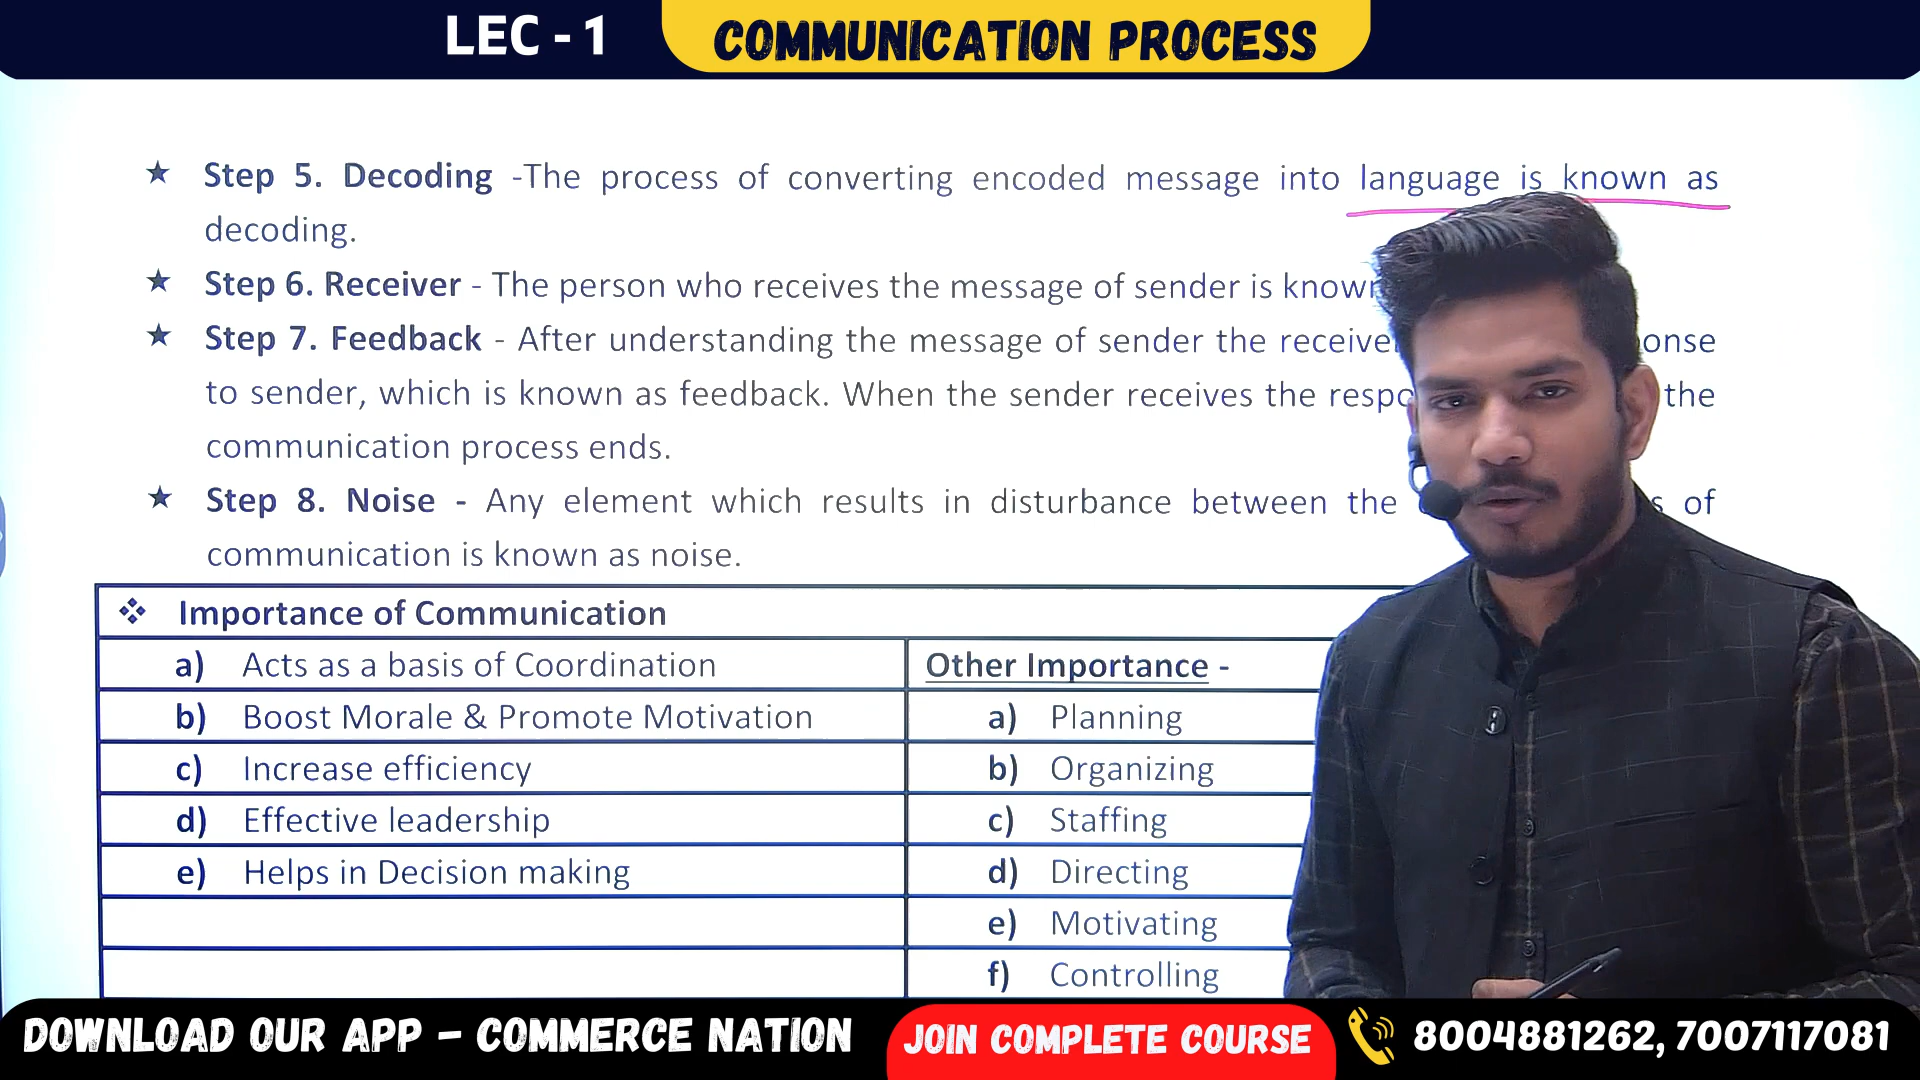 LEC - 1
COMMUNICATION PROCESS
★ Step 5. Decoding -The process of converting encoded message into language is known as
decoding.
★ Step 6. Receiver - The person who receives the message of sender is known
★ Step 7. Feedback - After understanding the message of sender the receiver
to sender, which is known as feedback. When the sender receives the the
communication process ends.
★ Step 8. Noise - Any element which results in disturbance between the of
communication is known as noise.
❖ Importance of Communication
a) Acts as a basis of Coordination
Other Importance -
b) Boost Morale & Promote Motivation
a) Planning
c) Increase efficiency
b) Organizing
d) Effective leadership
c) Staffing
e) Helps in Decision making
d) Directing
e) Motivating
f) Controlling
DOWNLOAD OUR APP – COMMERCE NATION
JOIN COMPLETE COURSE
8004881262, 7007117081